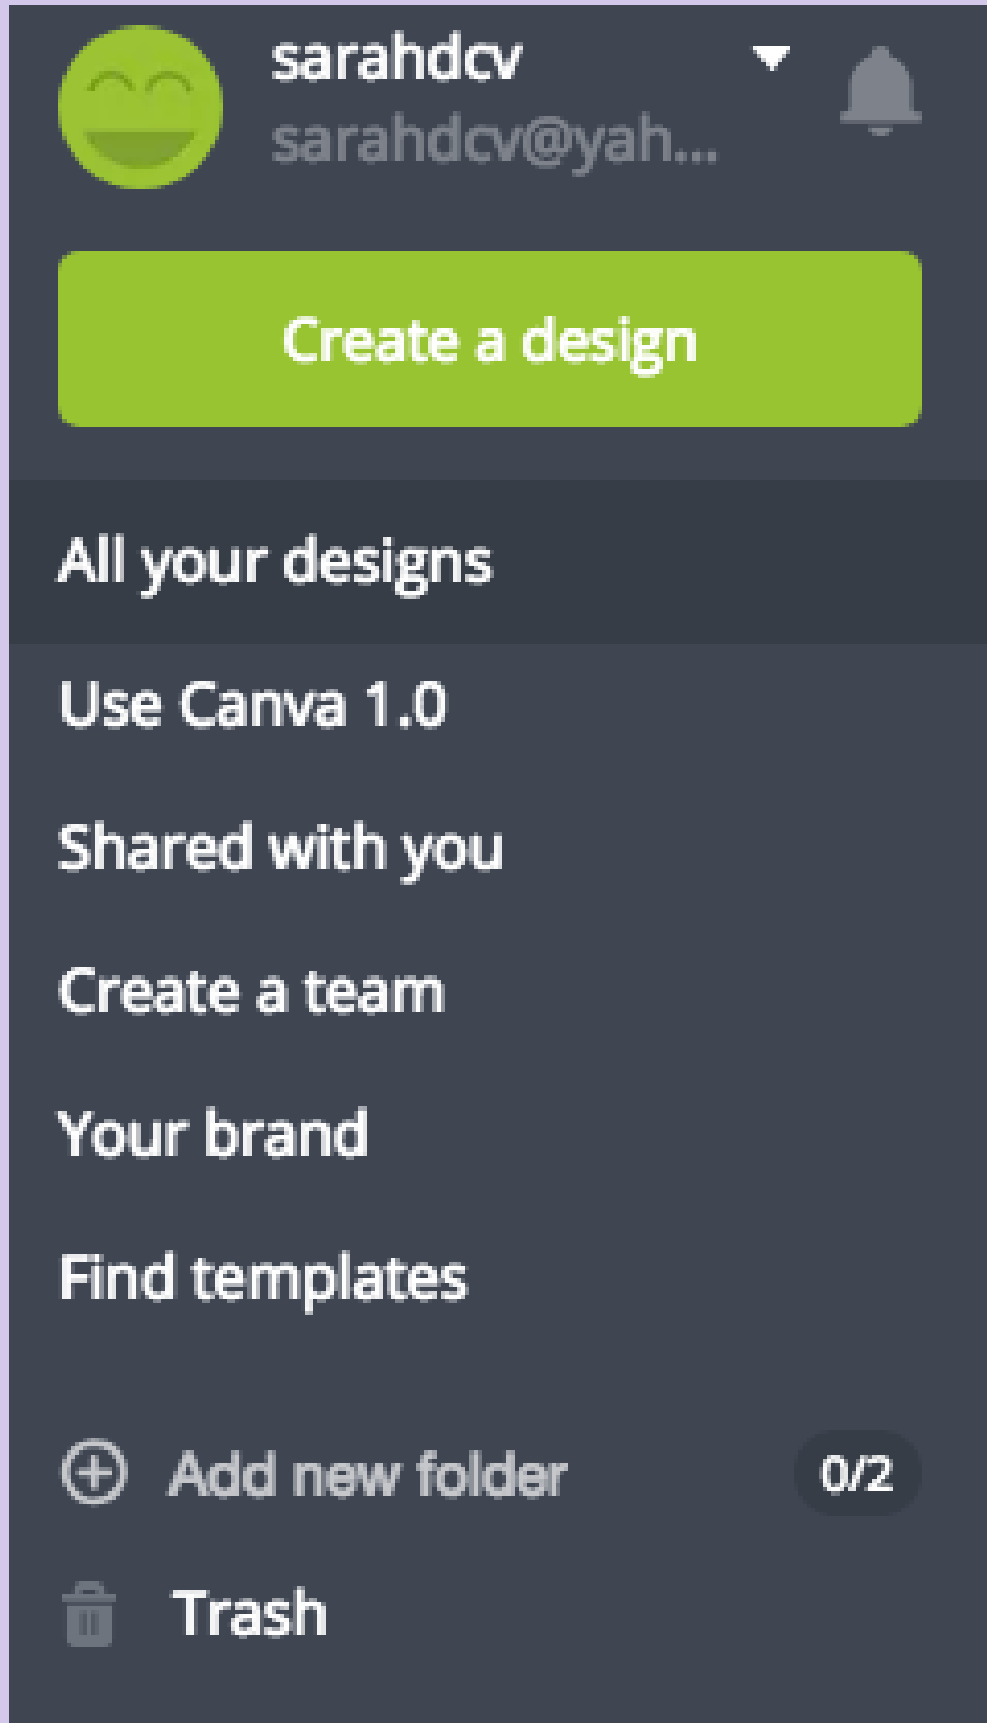 sarahdcv
sarahdcv@yah...
Create a design
All your designs
Use Canva 1.0
Shared with you
Create a team
Your brand
Find templates
Add new folder 0/2
Trash